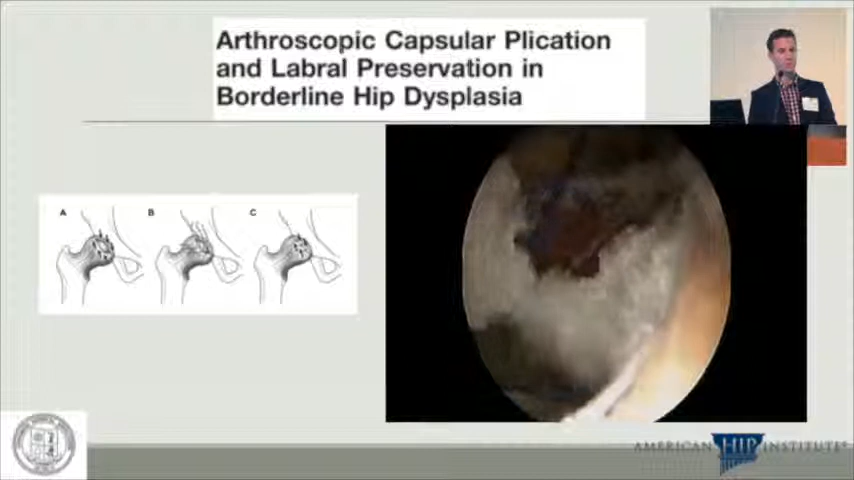 Arthroscopic Capsular Plication
and Labral Preservation in
Borderline Hip Dysplasia
A B C
AMERICAN HIP INSTITUTE